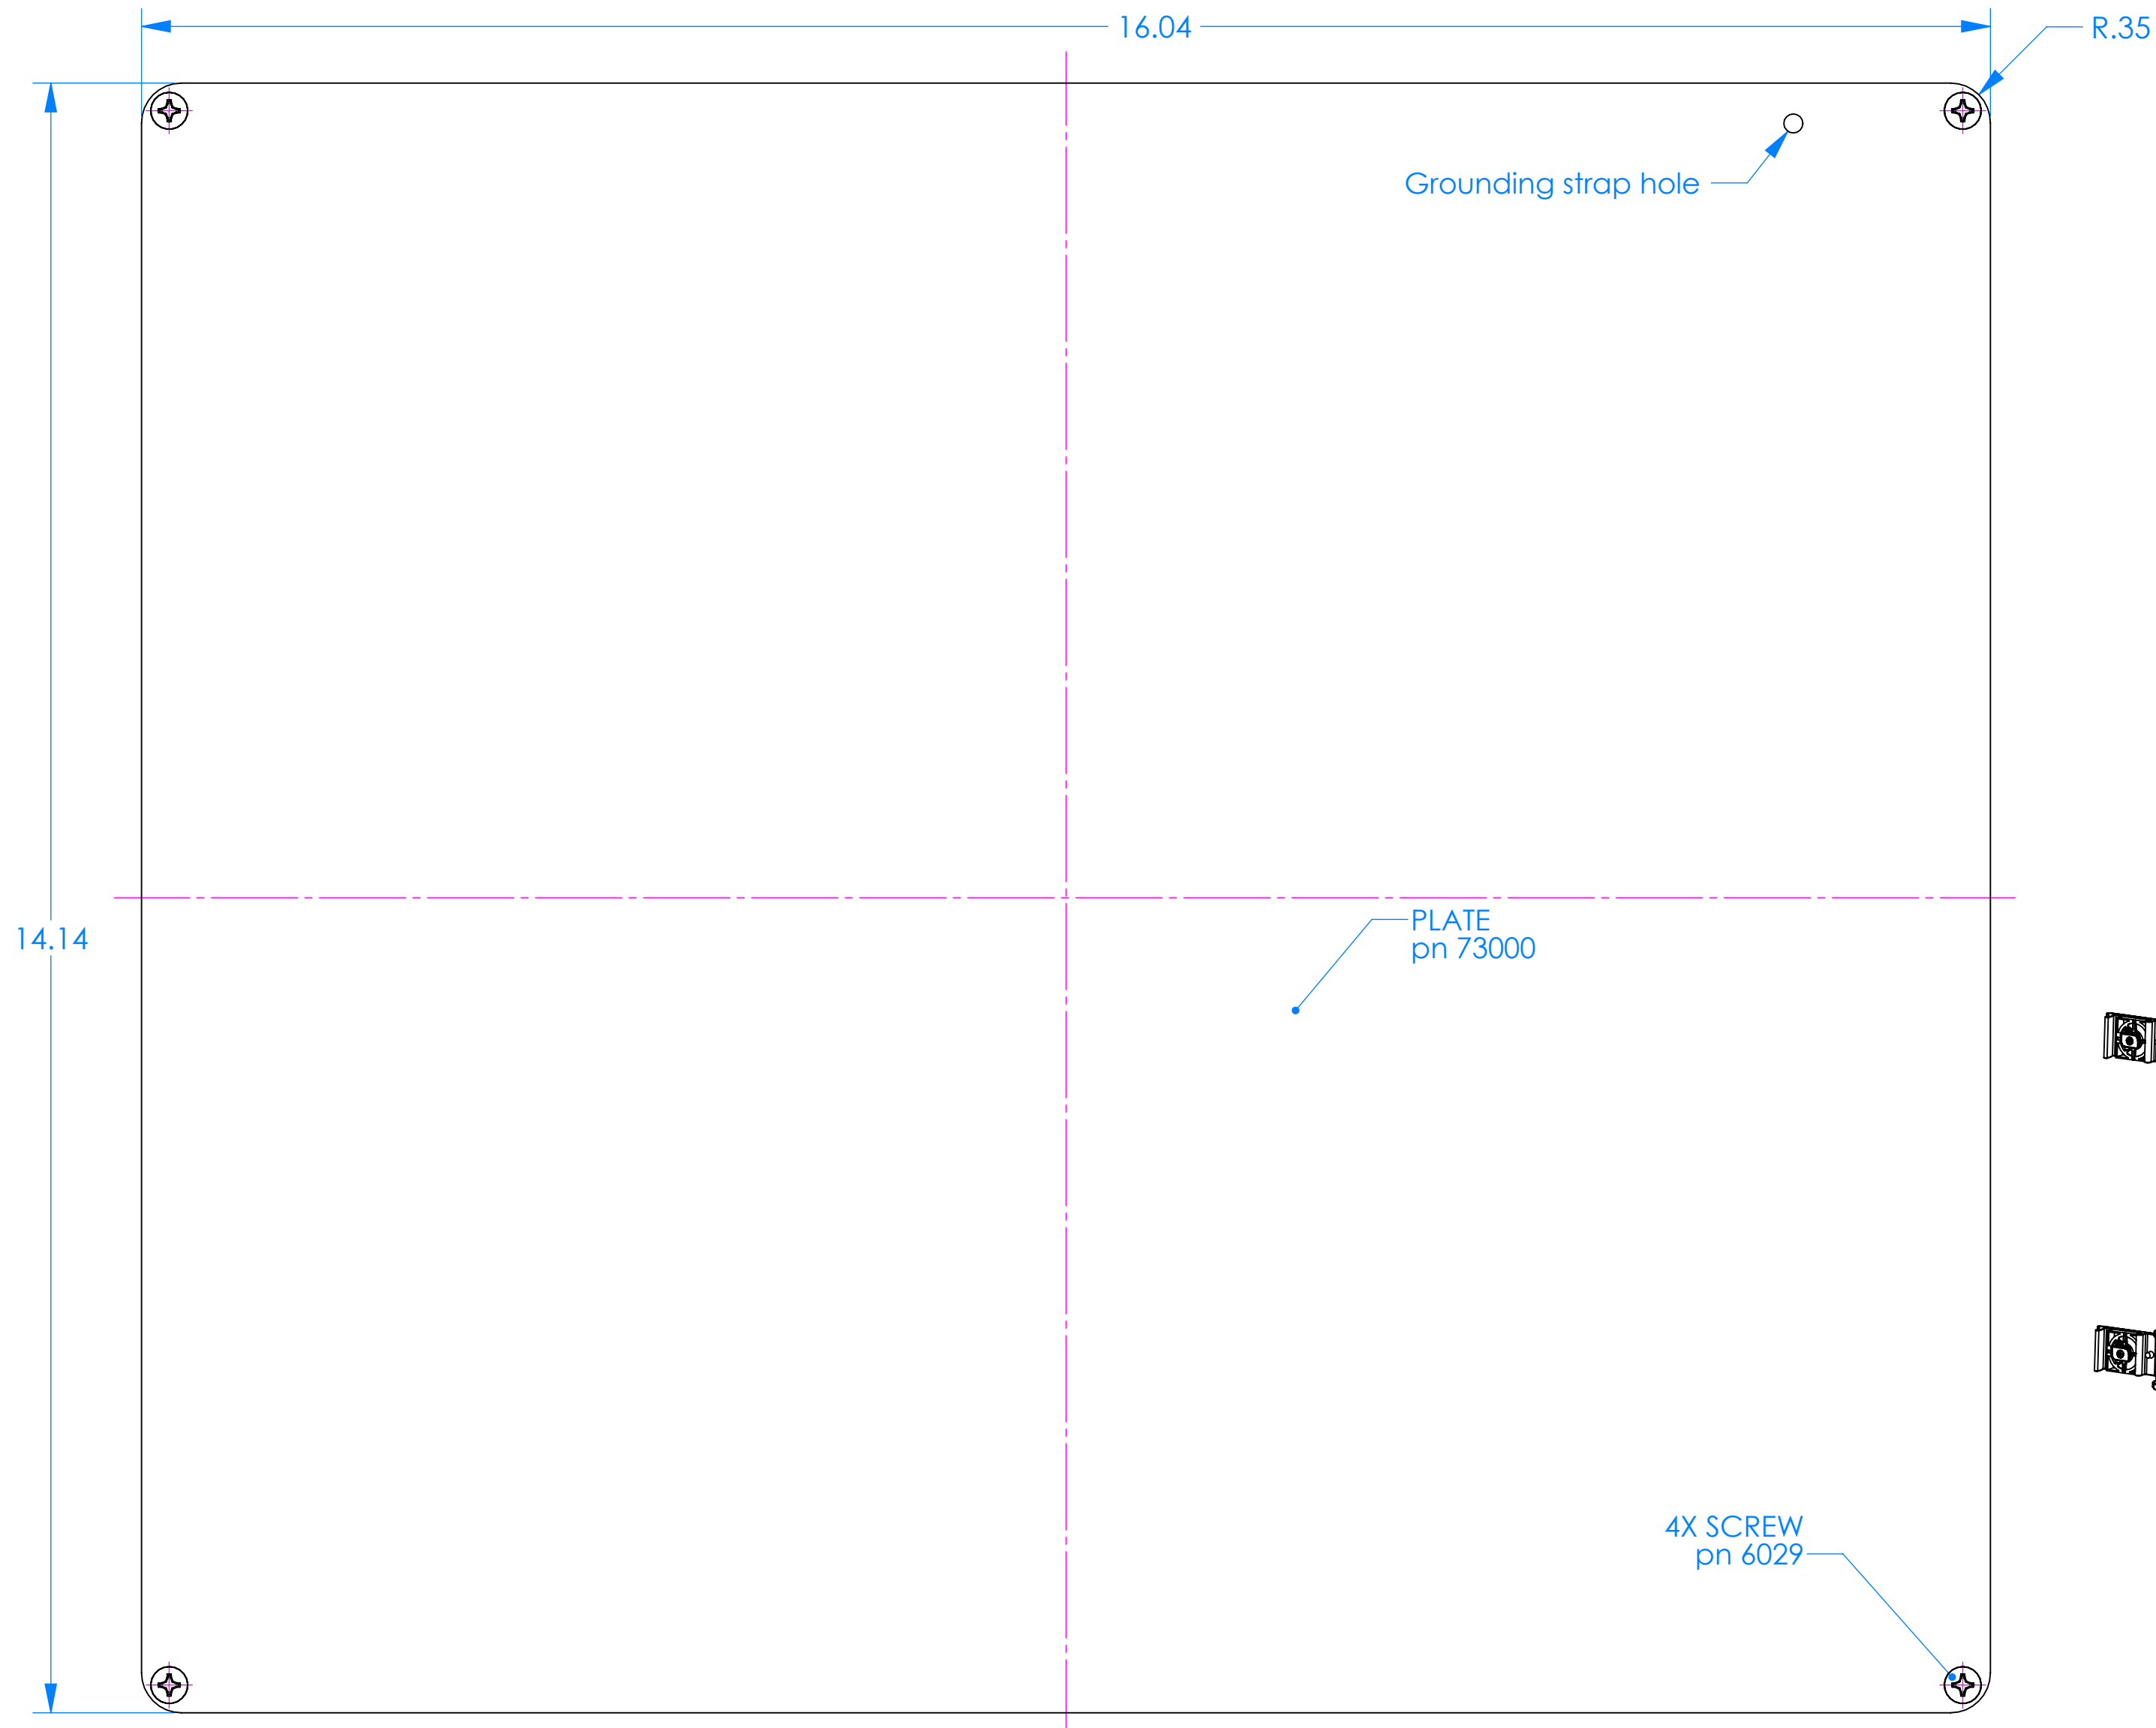 16.04
R.35
Grounding strap hole
14.14
PLATE
pn 73000
4X SCREW
pn 6029